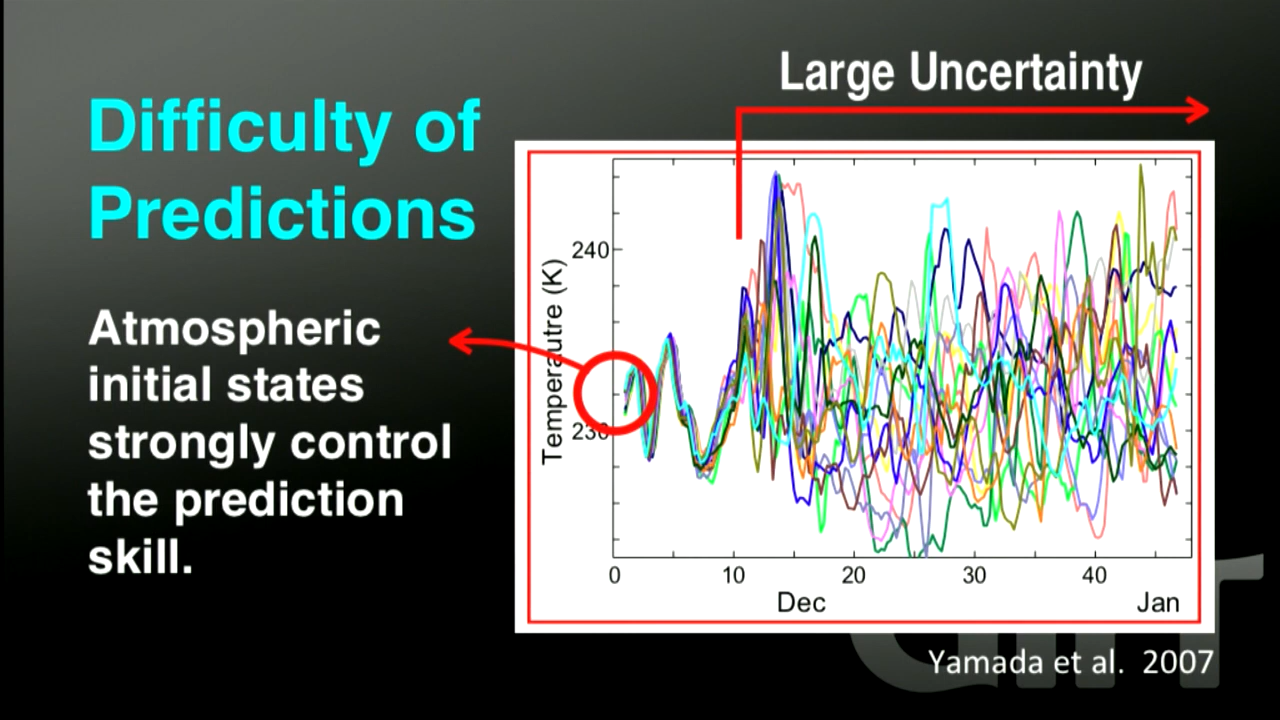 Large Uncertainty
Difficulty of
Predictions
Atmospheric
initial states
strongly control
the prediction
skill.
Temperautre (K)
240
230
0 10 20 30 40
Dec Jan
Yamada et al. 2007